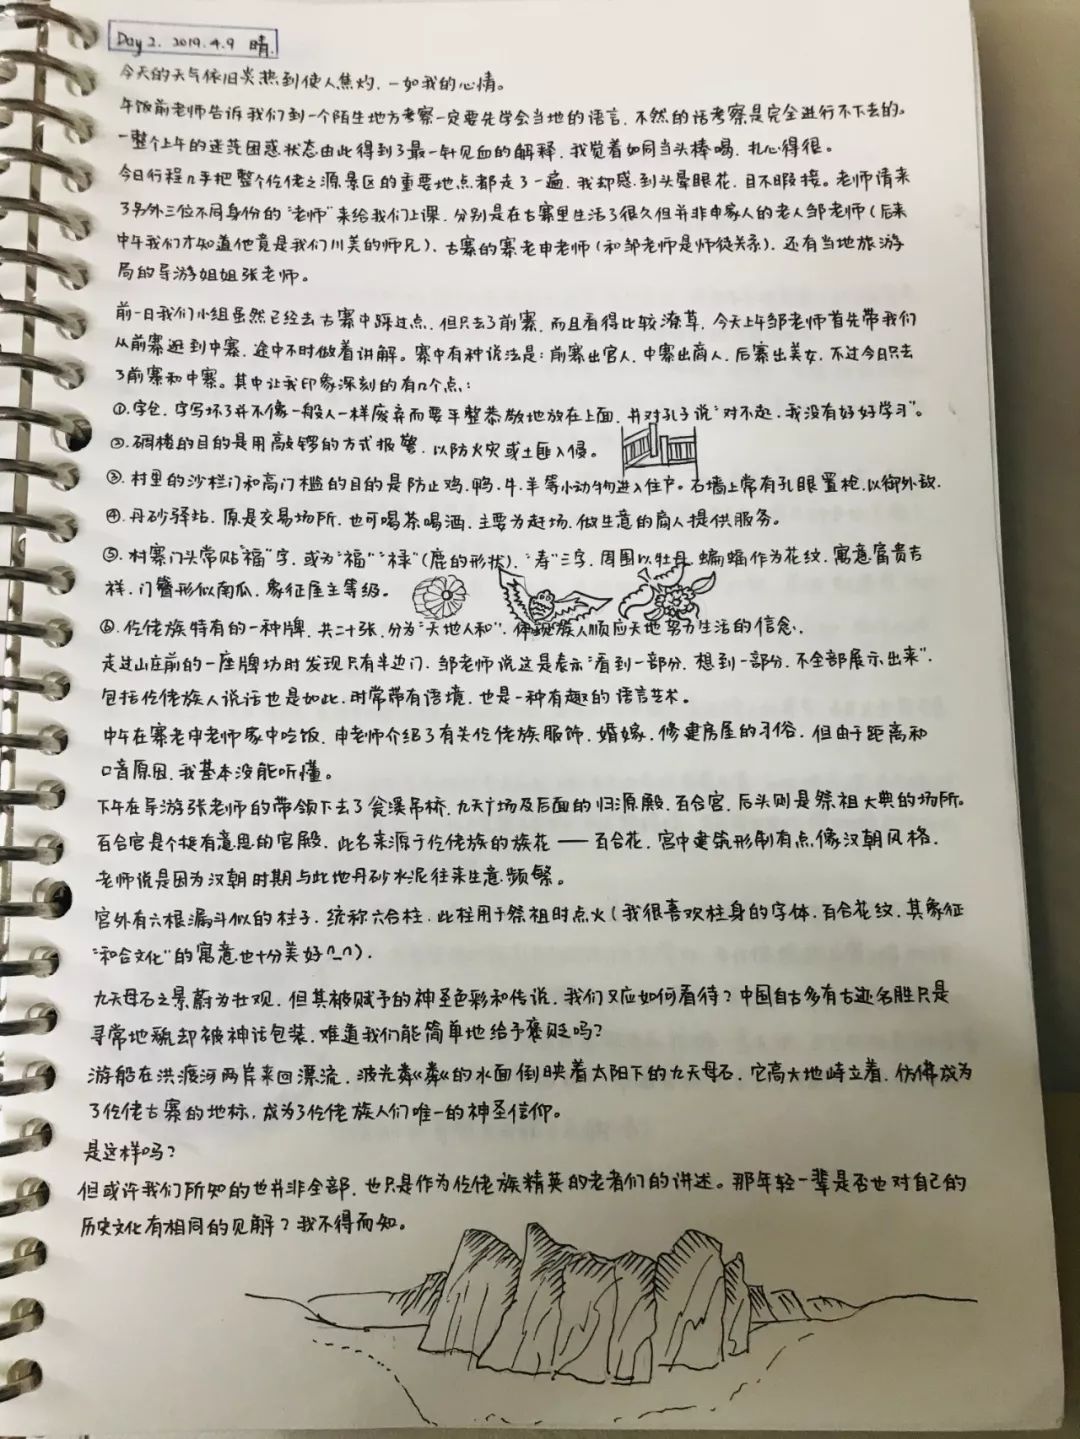 Day 2. 2019.4.9 晴.
今天的天气依旧炎热到使人焦灼，一如我的心情。
午饭前老师告诉我们到一个陌生地方考察一定要先学会当地的语言，不然的话考察是完全进行不下去的。
一整个上午的迷茫困惑状态由此得到了最一针见血的解释，我觉着如同当头棒喝，扎心得很。
今日行程几乎把整个仡佬之源景区的重要地点都走了一遍，我却感到头晕眼花，目不暇接。老师请来
了另外三位不同身份的“老师”来给我们上课，分别是在古寨里生活了很久但并非申家人的老人邹老师（后来
中午我们才知道他竟是我们川美的师兄），古寨的寨老申老师（和邹老师是师徒关系），还有当地旅游
局的导游姐姐张老师。
前一日我们小组虽然已经去古寨中踩过点，但只去了前寨，而且看得比较潦草，今天上午邹老师首先带我们
从前寨逛到中寨，途中不时做着讲解。寨中有种说法是：前寨出官人，中寨出商人，后寨出美女，不过今日只去
了前寨和中寨。其中让我印象深刻的有几个点：
①.字仓，字写坏了并不像一般人一样废弃而要平整恭敬地放在上面，并对孔子说“对不起，我没有好好学习”。
②.碉楼的目的是用敲锣的方式报警，以防火灾或土匪入侵。
③.村里的沙栏门和高门槛的目的是防止鸡、鸭、牛、羊等小动物进入住户。石墙上常有孔眼置枪，以御外敌.
④.丹砂驿站，原是交易场所，也可喝茶喝酒，主要为赶场、做生意的商人提供服务。
⑤.村寨门头常贴“福”字，或为“福”“禄”（鹿的形状），“寿”三字，周围以牡丹、蝙蝠作为花纹，寓意富贵吉
祥，门簪形似南瓜，象征屋主等级。
⑥.仡佬族特有的一种牌，共二十张，分为“天地人和”，体现族人顺应天地努力生活的信念.
走过山庄前的一座牌坊时发现只有半边门，邹老师说这是表示“看到一部分，想到一部分，不全部展示出来”，
包括仡佬族人说话也是如此，时常带有语境，也是一种有趣的语言艺术。
中午在寨老申老师家中吃饭，申老师介绍了有关仡佬族服饰、婚嫁、修建房屋的习俗，但由于距离和
口音原因，我基本没能听懂。
下午在导游张老师的带领下去了瓮溪吊桥，九天广场及后面的归源殿，百合宫，后头则是祭祖大典的场所。
百合宫是个挺有意思的宫殿，此名来源于仡佬族的族花——百合花，宫中建筑形制有点像汉朝风格，
老师说是因为汉朝时期与此地丹砂水泥往来生意频繁。
宫外有六根漏斗似的柱子，统称六合柱，此柱用于祭祖时点火（我很喜欢柱身的字体，百合花纹，其象征
“和合文化”的寓意也十分美好^_^）.
九天母石之景蔚为壮观，但其被赋予的神圣色彩和传说，我们又应如何看待？中国自古多有古迹名胜只是
寻常地貌却被神话包装，难道我们能简单地给予褒贬吗？
游船在洪渡河两岸来回漂流，波光粼粼的水面倒映着太阳下的九天母石，它高大地峙立着，仿佛成为
了仡佬古寨的地标，成为了仡佬族人们唯一的神圣信仰。
是这样吗？
但或许我们所知的也并非全部，也只是作为仡佬族精英的老者们的讲述。那年轻一辈是否也对自己的
历史文化有相同的见解？我不得而知。